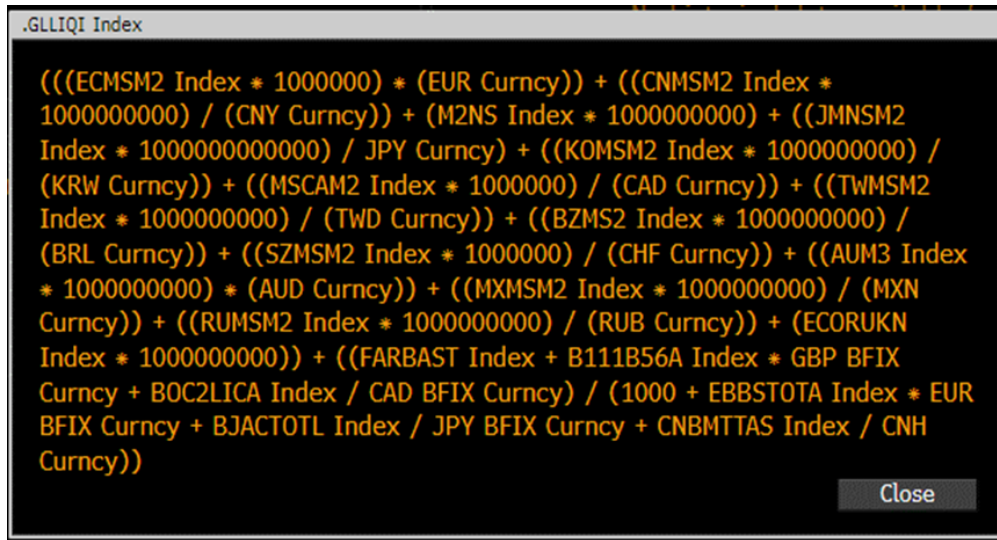 .GLLIQI Index
(((ECMSM2 Index * 1000000) * (EUR Curncy)) + ((CNMSM2 Index *
1000000000) / (CNY Curncy)) + (M2NS Index * 1000000000) + ((JMNSM2
Index * 1000000000000) / JPY Curncy) + ((KOMSM2 Index * 1000000000) /
(KRW Curncy)) + ((MSCAM2 Index * 1000000) / (CAD Curncy)) + ((TWMSM2
Index * 1000000000) / (TWD Curncy)) + ((BZMS2 Index * 1000000000) /
(BRL Curncy)) + ((SZMSM2 Index * 1000000) / (CHF Curncy)) + ((AUM3 Index
* 1000000000) * (AUD Curncy)) + ((MXMSM2 Index * 1000000000) / (MXN
Curncy)) + ((RUMSM2 Index * 1000000000) / (RUB Curncy)) + (ECORUKN
Index * 1000000000)) + ((FARBAST Index + B111B56A Index * GBP BFIX
Curncy + BOC2LICA Index / CAD BFIX Curncy) / (1000 + EBBSTOTA Index * EUR
BFIX Curncy + BJACTOTL Index / JPY BFIX Curncy + CNBMTTAS Index / CNH
Curncy))
Close